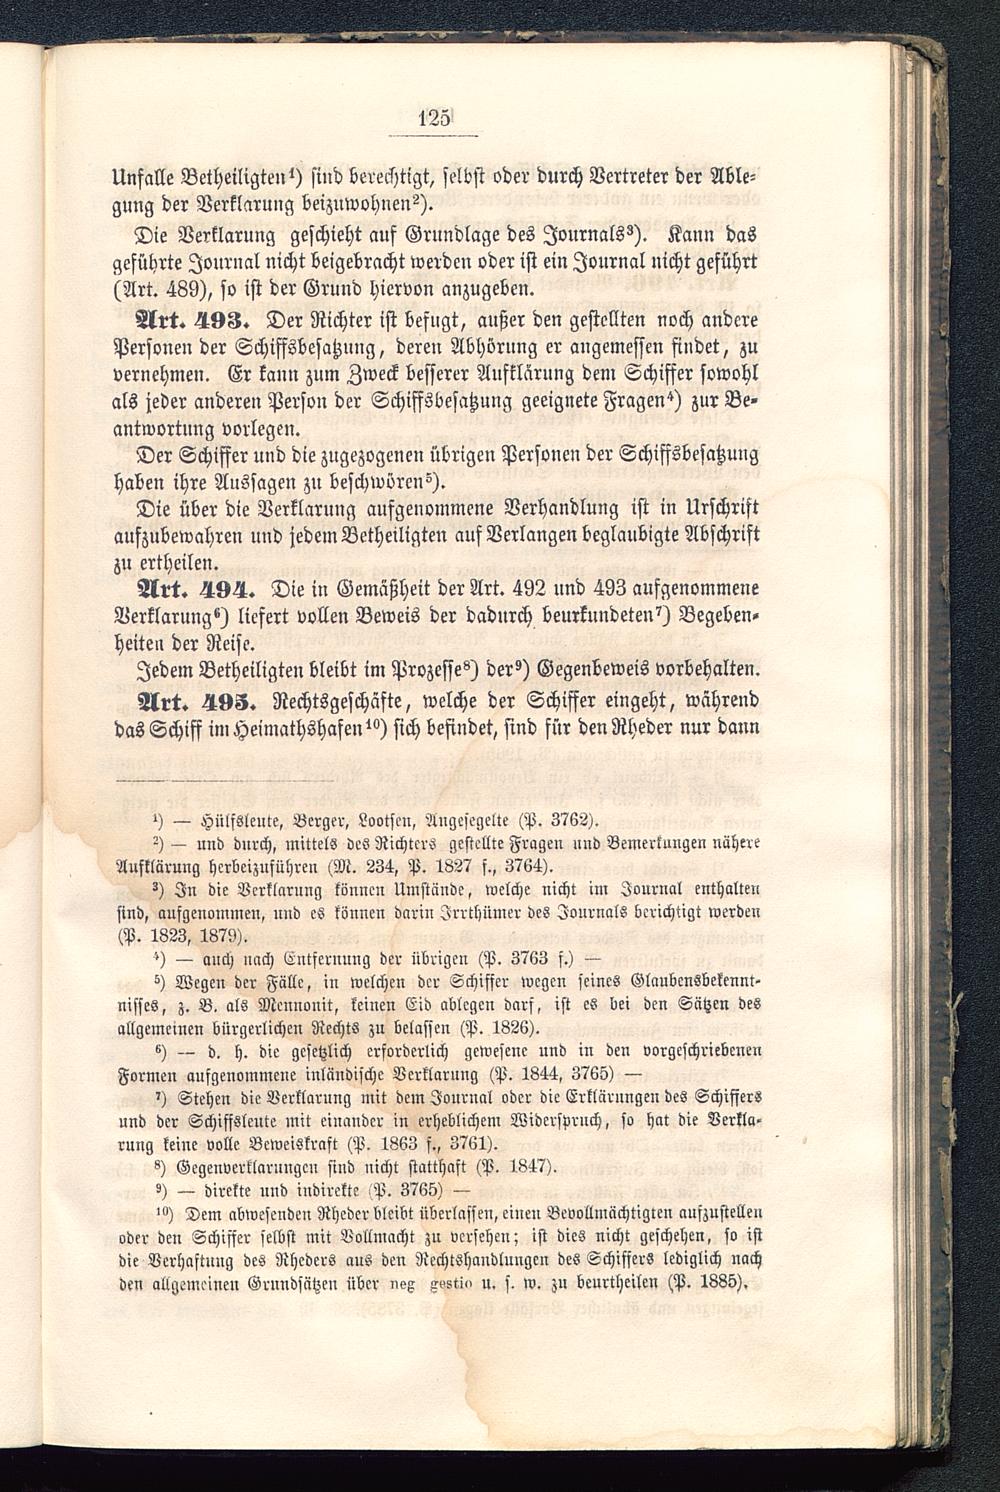 125
Unfalle Betheiligten¹) sind berechtigt, selbst oder durch Vertreter der Able-
gung der Verklarung beizuwohnen²).
Die Verklarung geschieht auf Grundlage des Journals³). Kann das
geführte Journal nicht beigebracht werden oder ist ein Journal nicht geführt
(Art. 489), so ist der Grund hiervon anzugeben.
Art. 493. Der Richter ist befugt, außer den gestellten noch andere
Personen der Schiffsbesatzung, deren Abhörung er angemessen findet, zu
vernehmen. Er kann zum Zweck besserer Aufklärung dem Schiffer sowohl
als jeder anderen Person der Schiffsbesatzung geeignete Fragen⁴) zur Be-
antwortung vorlegen.
Der Schiffer und die zugezogenen übrigen Personen der Schiffsbesatzung
haben ihre Aussagen zu beschwören⁵).
Die über die Verklarung aufgenommene Verhandlung ist in Urschrift
aufzubewahren und jedem Betheiligten auf Verlangen beglaubigte Abschrift
zu ertheilen.
Art. 494. Die in Gemäßheit der Art. 492 und 493 aufgenommene
Verklarung⁶) liefert vollen Beweis der dadurch beurkundeten⁷) Begeben-
heiten der Reise.
Jedem Betheiligten bleibt im Prozesse⁸) der⁹) Gegenbeweis vorbehalten.
Art. 495. Rechtsgeschäfte, welche der Schiffer eingeht, während
das Schiff im Heimathshafen¹⁰) sich befindet, sind für den Rheder nur dann
¹) — Hülfsleute, Berger, Lootsen, Angesegelte (P. 3762).
²) — und durch, mittels des Richters gestellte Fragen und Bemerkungen nähere
Aufklärung herbeizuführen (M. 234, P. 1827 f., 3764).
³) In die Verklarung können Umstände, welche nicht im Journal enthalten
sind, aufgenommen, und es können darin Irrthümer des Journals berichtigt werden
(P. 1823, 1879).
⁴) — auch nach Entfernung der übrigen (P. 3763 f.) —
⁵) Wegen der Fälle, in welchen der Schiffer wegen seines Glaubensbekennt-
nisses, z. B. als Mennonit, keinen Eid ablegen darf, ist es bei den Sätzen des
allgemeinen bürgerlichen Rechts zu belassen (P. 1826).
⁶) — d. h. die gesetzlich erforderlich gewesene und in den vorgeschriebenen
Formen aufgenommene inländische Verklarung (P. 1844, 3765) —
⁷) Stehen die Verklarung mit dem Journal oder die Erklärungen des Schiffers
und der Schiffsleute mit einander in erheblichem Widerspruch, so hat die Verkla-
rung keine volle Beweiskraft (P. 1863 f., 3761).
⁸) Gegenverklarungen sind nicht statthaft (P. 1847).
⁹) — direkte und indirekte (P. 3765) —
¹⁰) Dem abwesenden Rheder bleibt überlassen, einen Bevollmächtigten aufzustellen
oder den Schiffer selbst mit Vollmacht zu versehen; ist dies nicht geschehen, so ist
die Verhaftung des Rheders aus den Rechtshandlungen des Schiffers lediglich nach
den allgemeinen Grundsätzen über neg gestio u. s. w. zu beurtheilen (P. 1885).